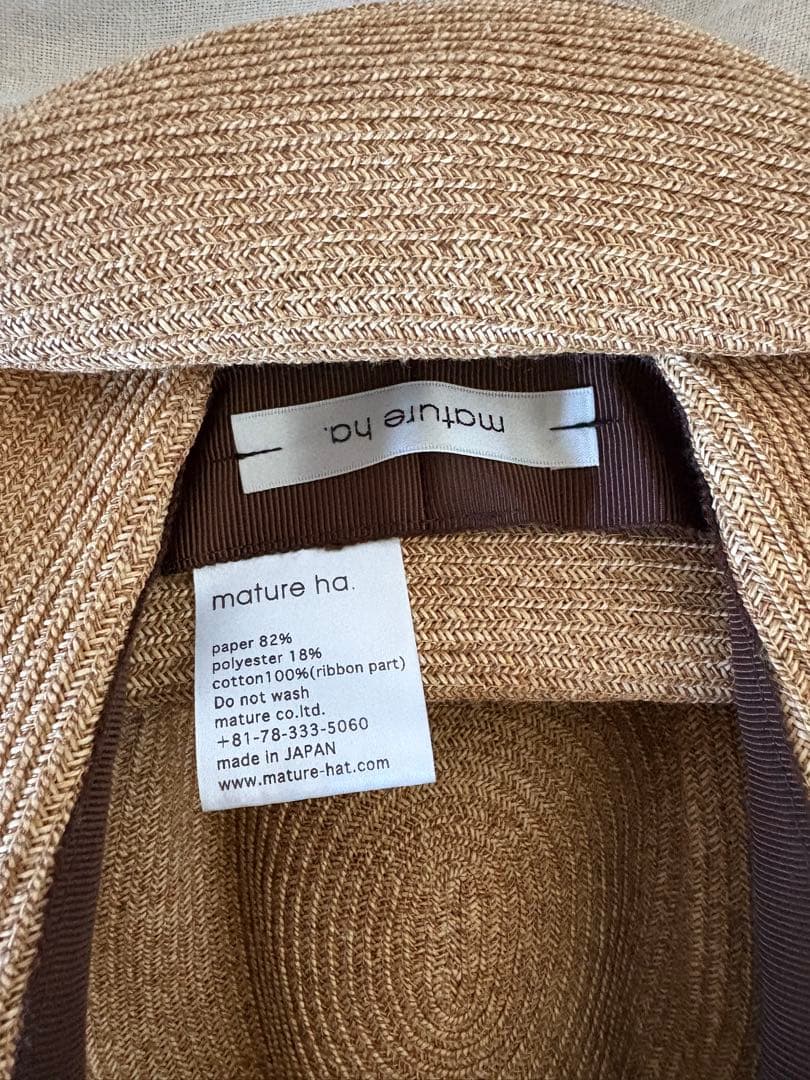 mature ha.
mature ha.
paper 82%
polyester 18%
cotton100%(ribbon part)
Do not wash
mature co.ltd.
+81-78-333-5060
made in JAPAN
www.mature-hat.com